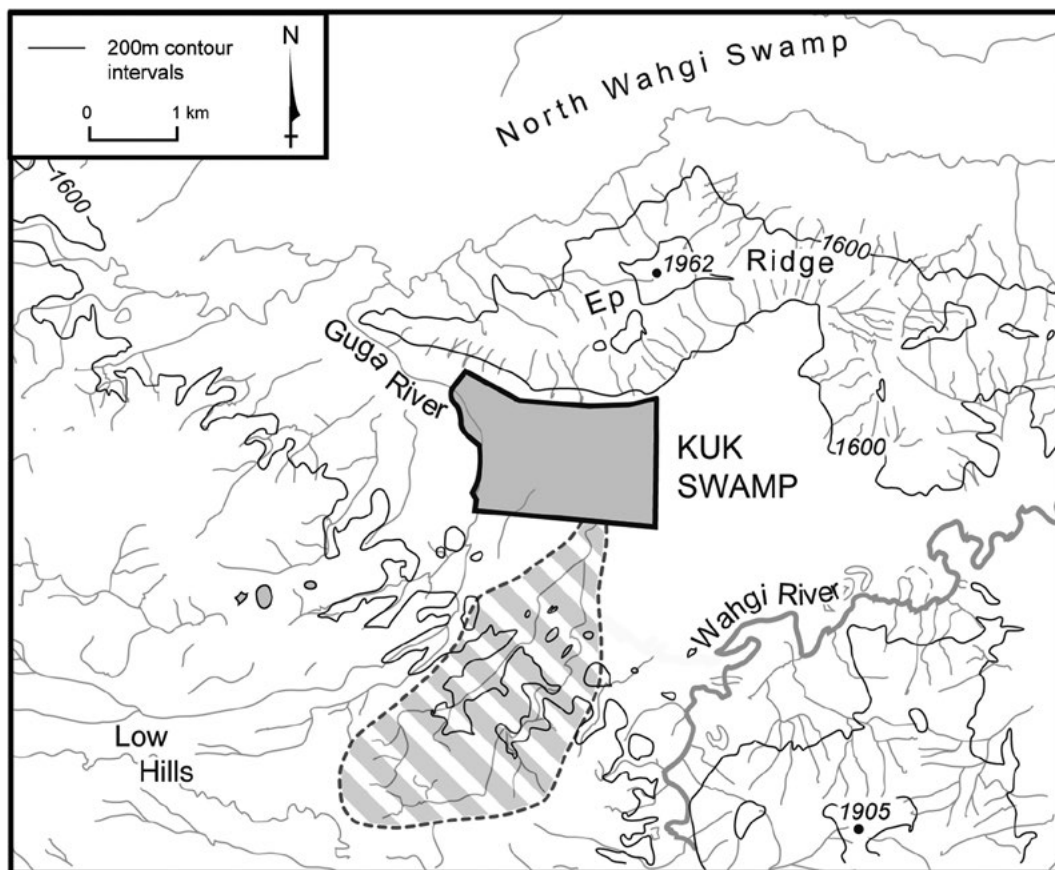 200m contour
intervals
N
0 1 km
North Wahgi Swamp
1600
1600
1962
Ridge
Ep
Guga River
KUK
SWAMP
1600
Wahgi River
Low
Hills
1905